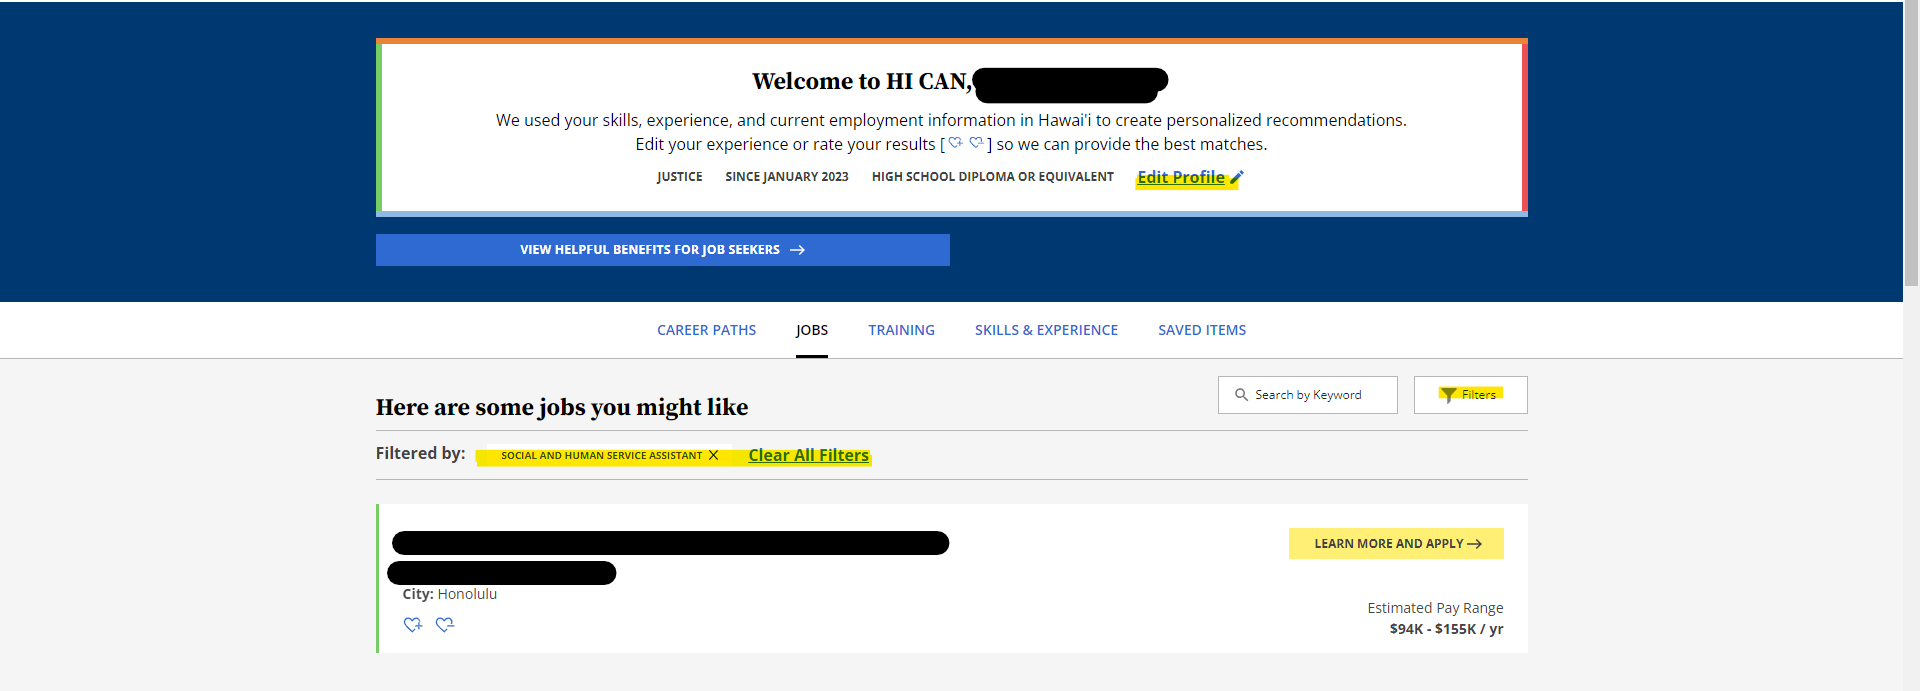 Welcome to HI CAN,
We used your skills, experience, and current employment information in Hawai'i to create personalized recommendations.
Edit your experience or rate your results [ ] so we can provide the best matches.
JUSTICE SINCE JANUARY 2023 HIGH SCHOOL DIPLOMA OR EQUIVALENT Edit Profile
VIEW HELPFUL BENEFITS FOR JOB SEEKERS →
CAREER PATHS JOBS TRAINING SKILLS & EXPERIENCE SAVED ITEMS
Here are some jobs you might like
Search by Keyword
Filters
Filtered by: SOCIAL AND HUMAN SERVICE ASSISTANT X Clear All Filters
LEARN MORE AND APPLY →
City: Honolulu
Estimated Pay Range
$94K - $155K / yr